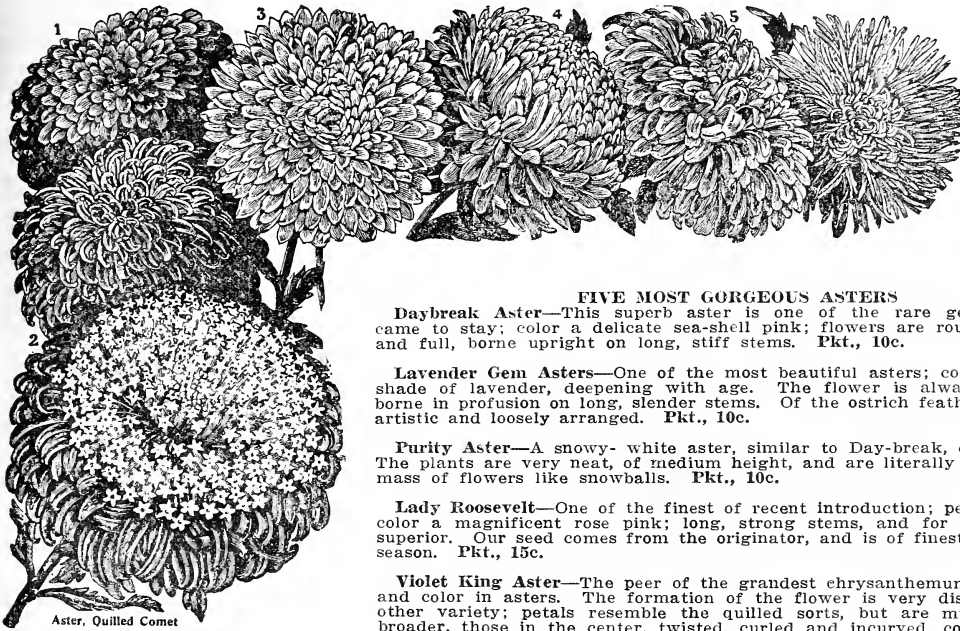 1
3
4
5
2
Aster, Quilled Comet
FIVE MOST GORGEOUS ASTERS
Daybreak Aster—This superb aster is one of the rare
came to stay; color a delicate sea-shell pink; flowers are
and full, borne upright on long, stiff stems. Pkt., 10c.
Lavender Gem Asters—One of the most beautiful asters;
shade of lavender, deepening with age. The flower is
borne in profusion on long, slender stems. Of the ostrich
artistic and loosely arranged. Pkt., 10c.
Purity Aster—A snowy- white aster, similar to Day-break,
The plants are very neat, of medium height, and are literally
mass of flowers like snowballs. Pkt., 10c.
Lady Roosevelt—One of the finest of recent introduction;
color a magnificent rose pink; long, strong stems, and for
superior. Our seed comes from the originator, and is of finest
season. Pkt., 15c.
Violet King Aster—The peer of the grandest
and color in asters. The formation of the flower is very
other variety; petals resemble the quilled sorts, but are
broader, those in the center, twisted, curled and incurved,